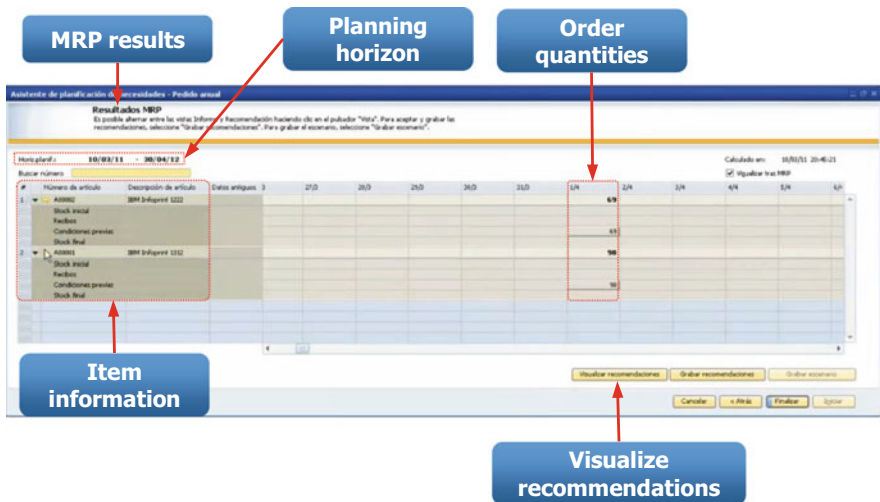 MRP results
Planning
horizon
Order
quantities
Asistente de planificación de necesidades - Pedido anual
Resultados MRP
Es posible alternar entre las vistas Informe y Recomendación haciendo clic en el pulsador "Vista". Para aceptar y grabar las
recomendaciones, seleccione "Grabar recomendaciones". Para grabar el escenario, seleccione "Grabar escenario".
Horiz.planif.: 10/03/11 - 30/04/12
Calculado en: 10/03/11 20:45:21
Buscar número
Visualizar tras MRP
# Número de artículo Descripción de artículo Datos antiguos 3 27/3 28/3 29/3 30/3 31/3 1/4 2/4 3/4 4/4 5/4 6/4
1 A00002 IBM Infoprint 1222 69
Stock inicial
Recibos
Condiciones previas 69
Stock final
2 A00001 IBM Infoprint 1312 98
Stock inicial
Recibos
Condiciones previas 98
Stock final
Item
information
Visualizar recomendaciones Grabar recomendaciones Grabar escenario
Cancelar < Atrás Finalizar Iniciar
Visualize
recommendations